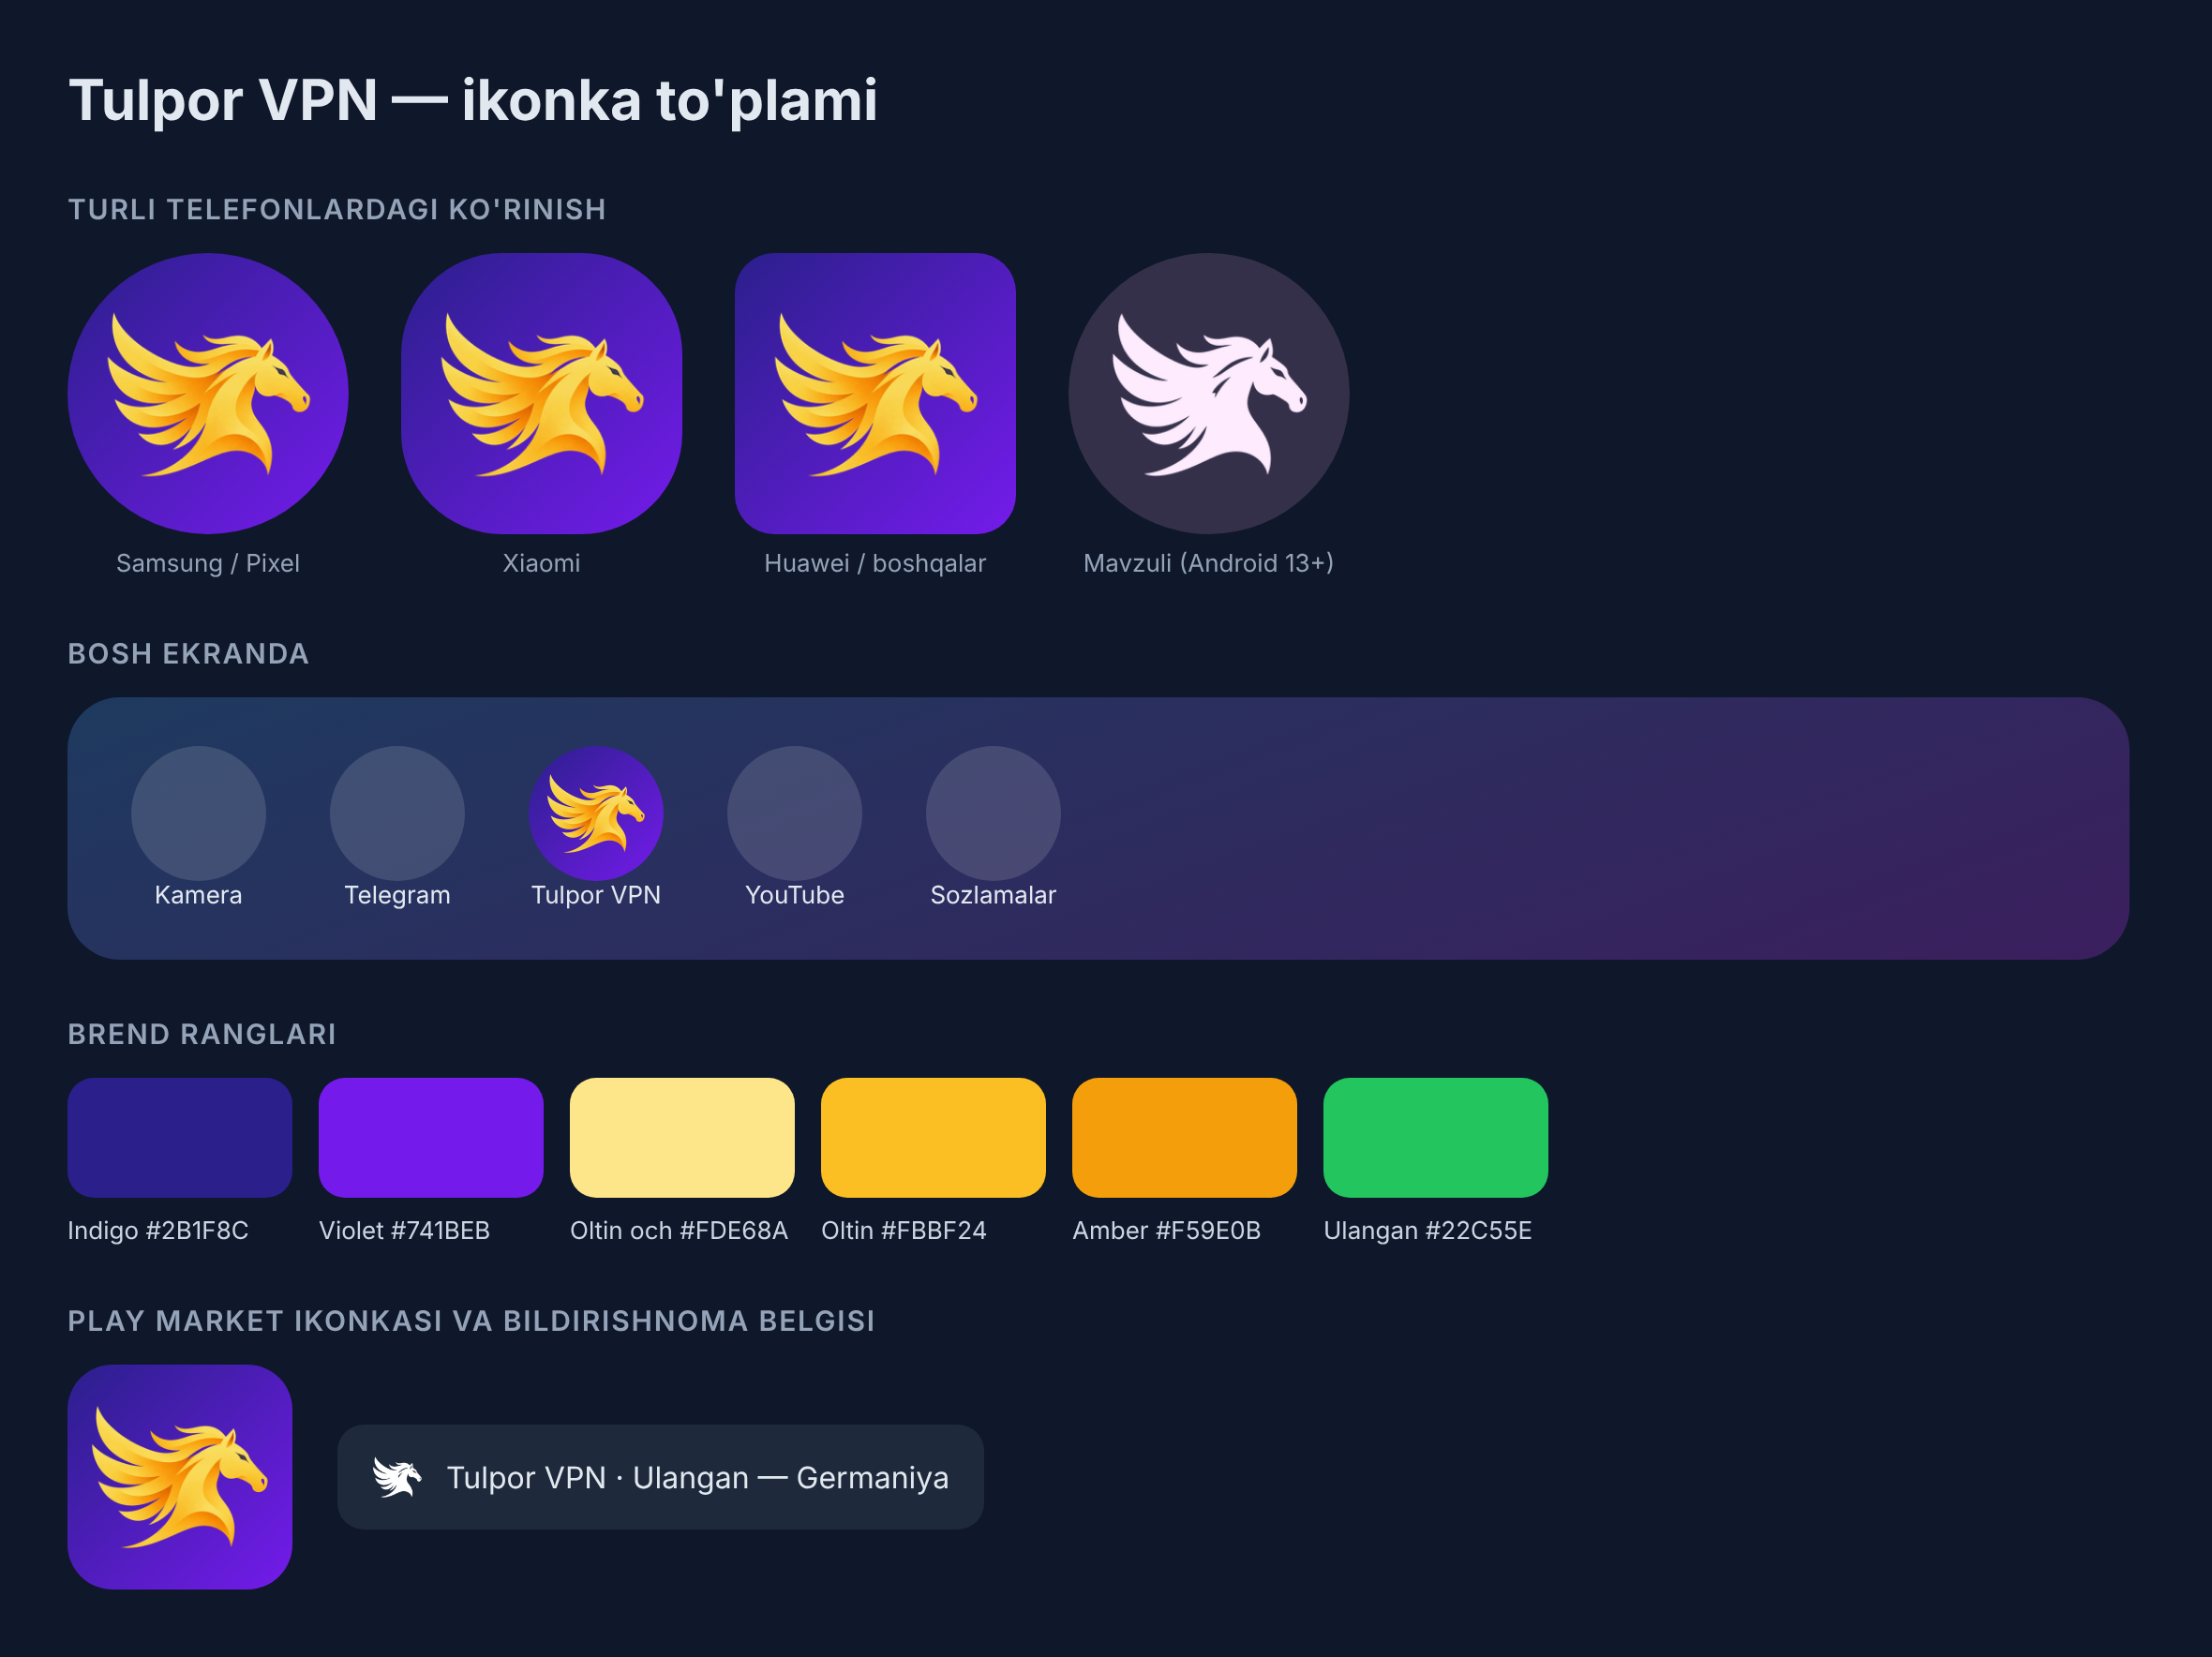 Tulpor VPN — ikonka to'plami
TURLI TELEFONLARDAGI KO'RINISH
Samsung / Pixel
Xiaomi
Huawei / boshqalar
Mavzuli (Android 13+)
BOSH EKRANDA
Kamera
Telegram
Tulpor VPN
YouTube
Sozlamalar
BREND RANGLARI
Indigo #2B1F8C
Violet #741BEB
Oltin och #FDE68A
Oltin #FBBF24
Amber #F59E0B
Ulangan #22C55E
PLAY MARKET IKONKASI VA BILDIRISHNOMA BELGISI
Tulpor VPN · Ulangan — Germaniya